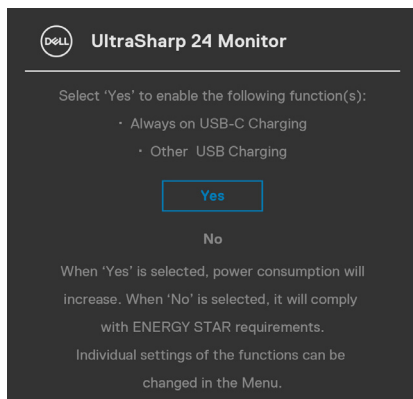 DELL UltraSharp 24 Monitor
Select ‘Yes’ to enable the following function(s):
· Always on USB-C Charging
· Other USB Charging
Yes
No
When ‘Yes’ is selected, power consumption will
increase. When ‘No’ is selected, it will comply
with ENERGY STAR requirements.
Individual settings of the functions can be
changed in the Menu.